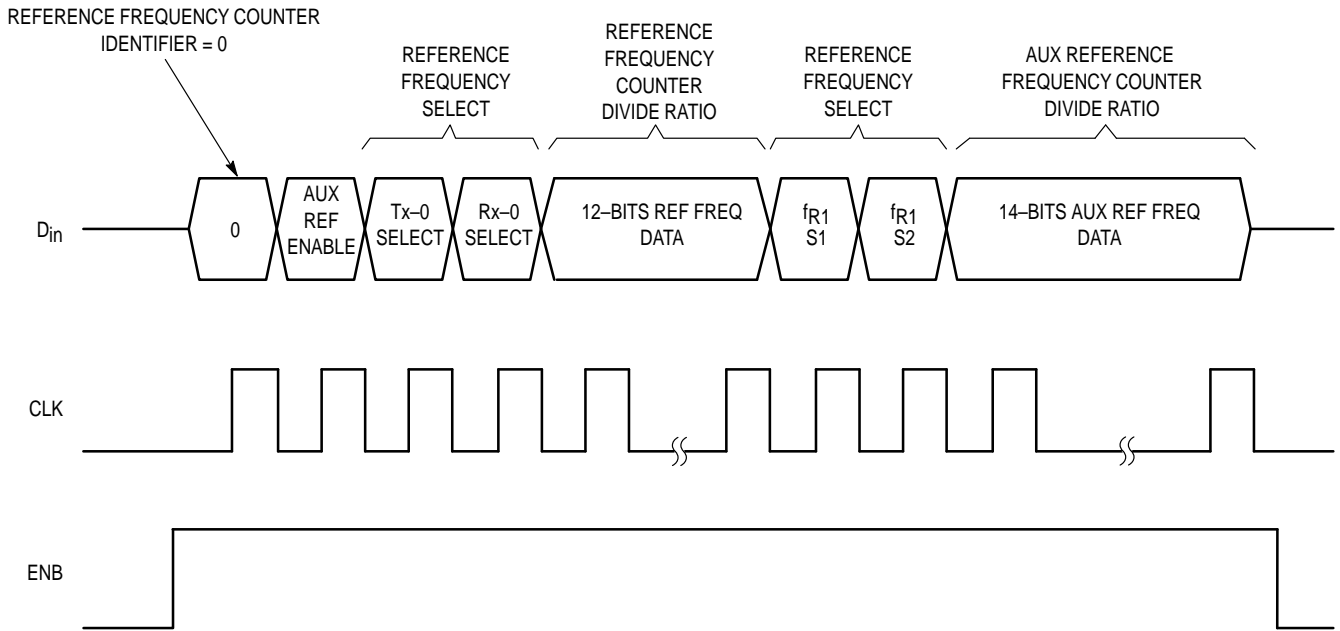 REFERENCE FREQUENCY COUNTER
IDENTIFIER = 0
REFERENCE
FREQUENCY
SELECT
REFERENCE
FREQUENCY
COUNTER
DIVIDE RATIO
REFERENCE
FREQUENCY
SELECT
AUX REFERENCE
FREQUENCY COUNTER
DIVIDE RATIO
Din
0
AUX
REF
ENABLE
Tx–0
SELECT
Rx–0
SELECT
12–BITS REF FREQ
DATA
fR1
S1
fR1
S2
14–BITS AUX REF FREQ
DATA
CLK
ENB